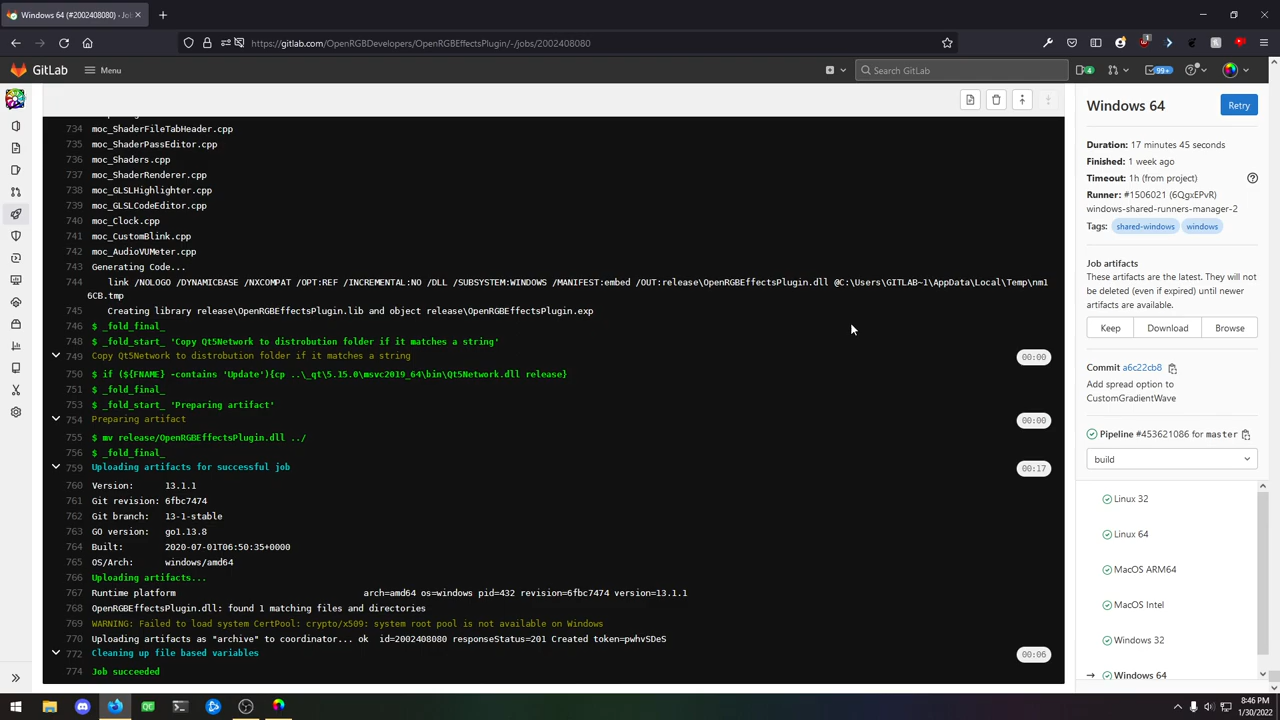 Windows 64 (#2002408080) · Jo
https://gitlab.com/OpenRGBDevelopers/OpenRGBEffectsPlugin/-/jobs/2002408080
GitLab
Menu
Search GitLab
4
99+
734 moc_ShaderFileTabHeader.cpp
735 moc_ShaderPassEditor.cpp
736 moc_Shaders.cpp
737 moc_ShaderRenderer.cpp
738 moc_GLSLHighlighter.cpp
739 moc_GLSLCodeEditor.cpp
740 moc_Clock.cpp
741 moc_CustomBlink.cpp
742 moc_AudioVUMeter.cpp
743 Generating Code...
744 link /NOLOGO /DYNAMICBASE /NXCOMPAT /OPT:REF /INCREMENTAL:NO /DLL /SUBSYSTEM:WINDOWS /MANIFEST:embed /OUT:release\OpenRGBEffectsPlugin.dll @C:\Users\GITLAB~1\AppData\Local\Temp\nm1
6CB.tmp
745 Creating library release\OpenRGBEffectsPlugin.lib and object release\OpenRGBEffectsPlugin.exp
746 $ _fold_final_
748 $ _fold_start_ 'Copy Qt5Network to distrobution folder if it matches a string'
749 Copy Qt5Network to distrobution folder if it matches a string 00:00
750 $ if (${FNAME} -contains 'Update'){cp ..\_qt\5.15.0\msvc2019_64\bin\Qt5Network.dll release}
751 $ _fold_final_
753 $ _fold_start_ 'Preparing artifact'
754 Preparing artifact 00:00
755 $ mv release/OpenRGBEffectsPlugin.dll ../
756 $ _fold_final_
759 Uploading artifacts for successful job 00:17
760 Version: 13.1.1
761 Git revision: 6fbc7474
762 Git branch: 13-1-stable
763 GO version: go1.13.8
764 Built: 2020-07-01T06:50:35+0000
765 OS/Arch: windows/amd64
766 Uploading artifacts...
767 Runtime platform arch=amd64 os=windows pid=432 revision=6fbc7474 version=13.1.1
768 OpenRGBEffectsPlugin.dll: found 1 matching files and directories
769 WARNING: Failed to load system CertPool: crypto/x509: system root pool is not available on Windows
770 Uploading artifacts as "archive" to coordinator... ok id=2002408080 responseStatus=201 Created token=pwhvSDeS
772 Cleaning up file based variables 00:06
774 Job succeeded
Windows 64
Retry
Duration: 17 minutes 45 seconds
Finished: 1 week ago
Timeout: 1h (from project)
Runner: #1506021 (6QgxEPvR)
windows-shared-runners-manager-2
Tags: shared-windows windows
Job artifacts
These artifacts are the latest. They will not
be deleted (even if expired) until newer
artifacts are available.
Keep Download Browse
Commit a6c22cb8
Add spread option to
CustomGradientWave
Pipeline #453621086 for master
build
Linux 32
Linux 64
MacOS ARM64
MacOS Intel
Windows 32
Windows 64
8:46 PM
1/30/2022